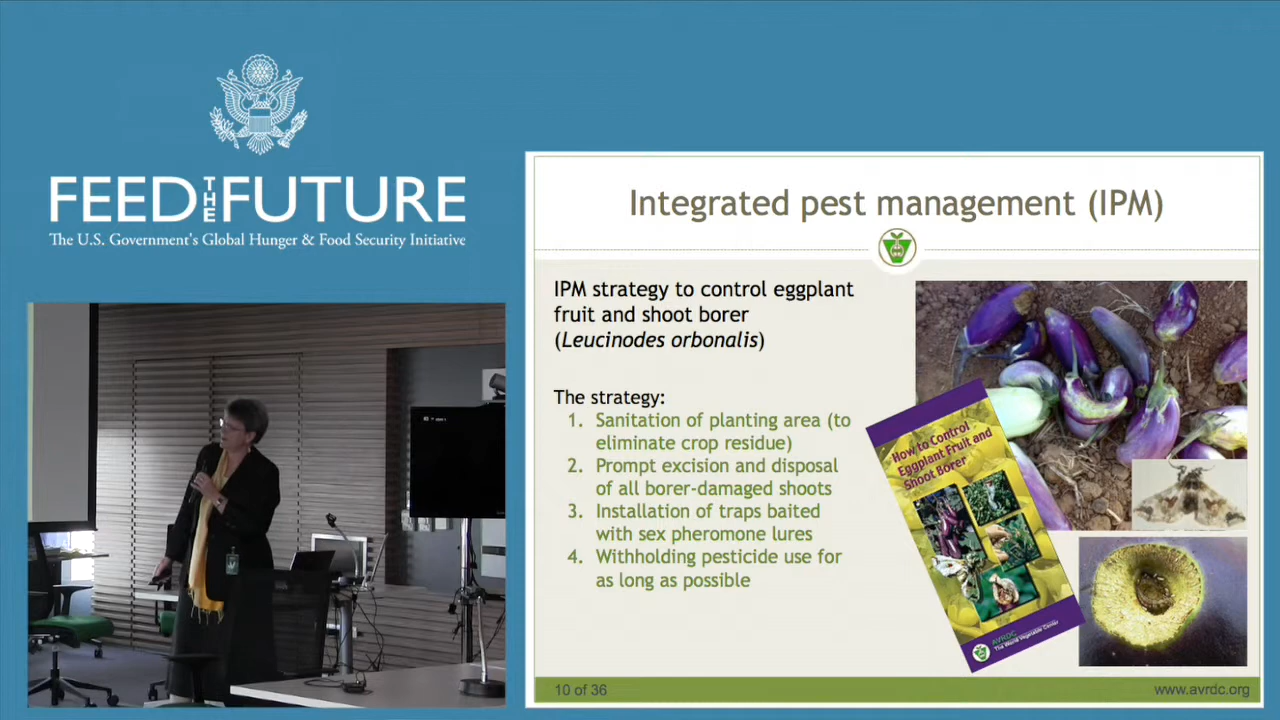 FEED THE FUTURE
The U.S. Government's Global Hunger & Food Security Initiative
Integrated pest management (IPM)
IPM strategy to control eggplant
fruit and shoot borer
(Leucinodes orbonalis)
The strategy:
1. Sanitation of planting area (to
eliminate crop residue)
2. Prompt excision and disposal
of all borer-damaged shoots
3. Installation of traps baited
with sex pheromone lures
4. Withholding pesticide use for
as long as possible
How to Control
Eggplant Fruit and
Shoot Borer
AVRDC
The World Vegetable Center
10 of 36
www.avrdc.org